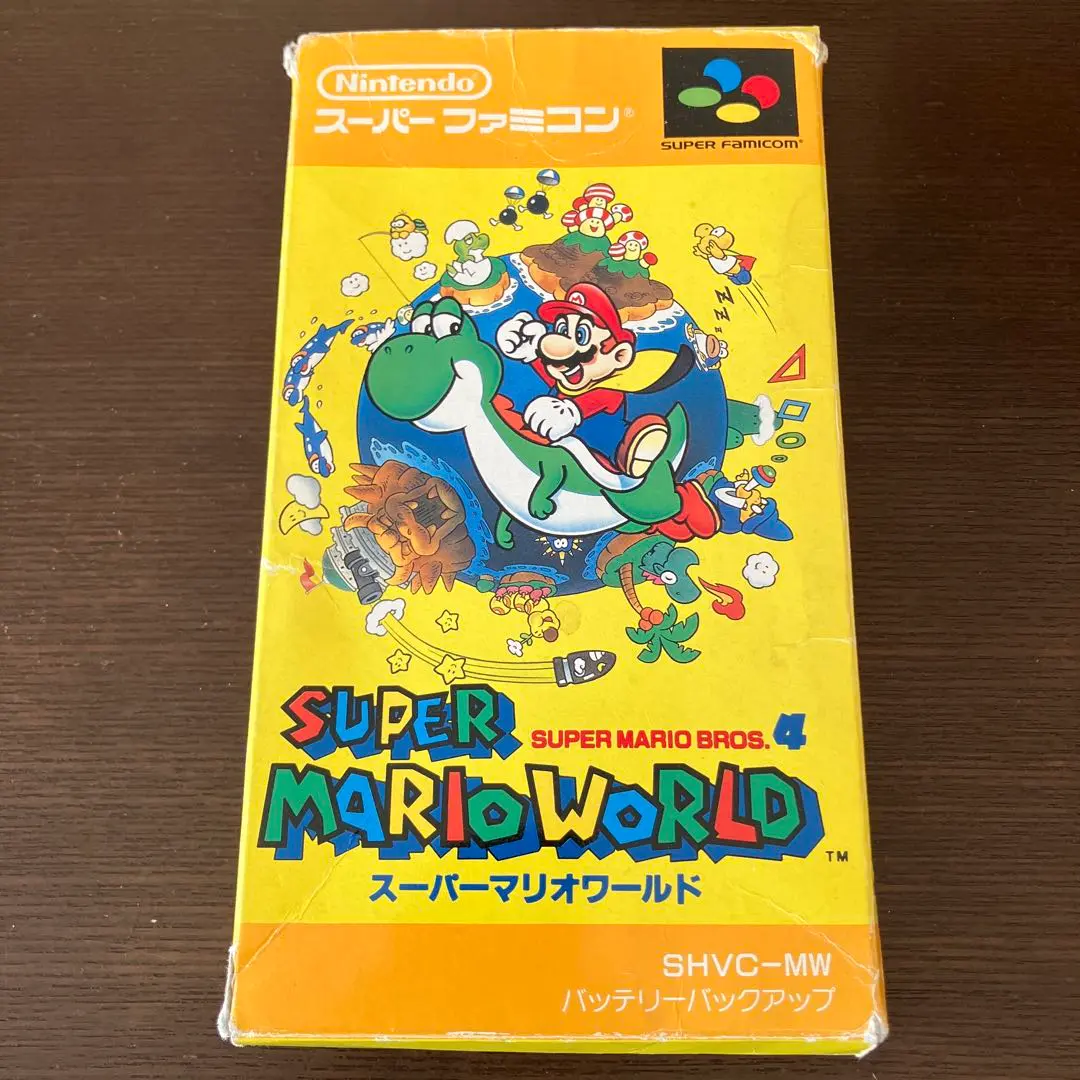 Nintendo
スーパーファミコン®
SUPER FAMICOM®
M
zzz
SUPER
SUPER MARIO BROS. 4
MARIO WORLD
TM
スーパーマリオワールド
SHVC-MW
バッテリーバックアップ